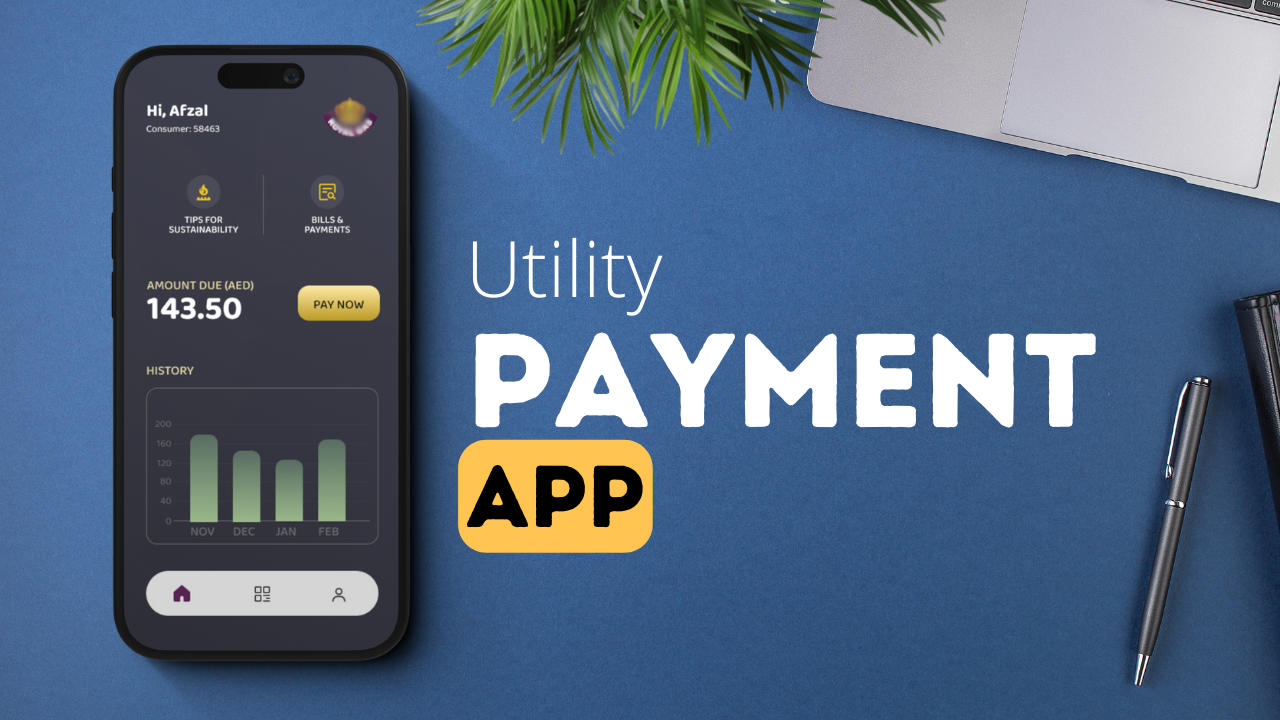 Hi, Afzal
Consumer: 58463
TIPS FOR
SUSTAINABILITY
BILLS &
PAYMENTS
AMOUNT DUE (AED)
143.50
PAY NOW
HISTORY
200
160
120
80
40
0
NOV DEC JAN FEB
Utility
PAYMENT
APP